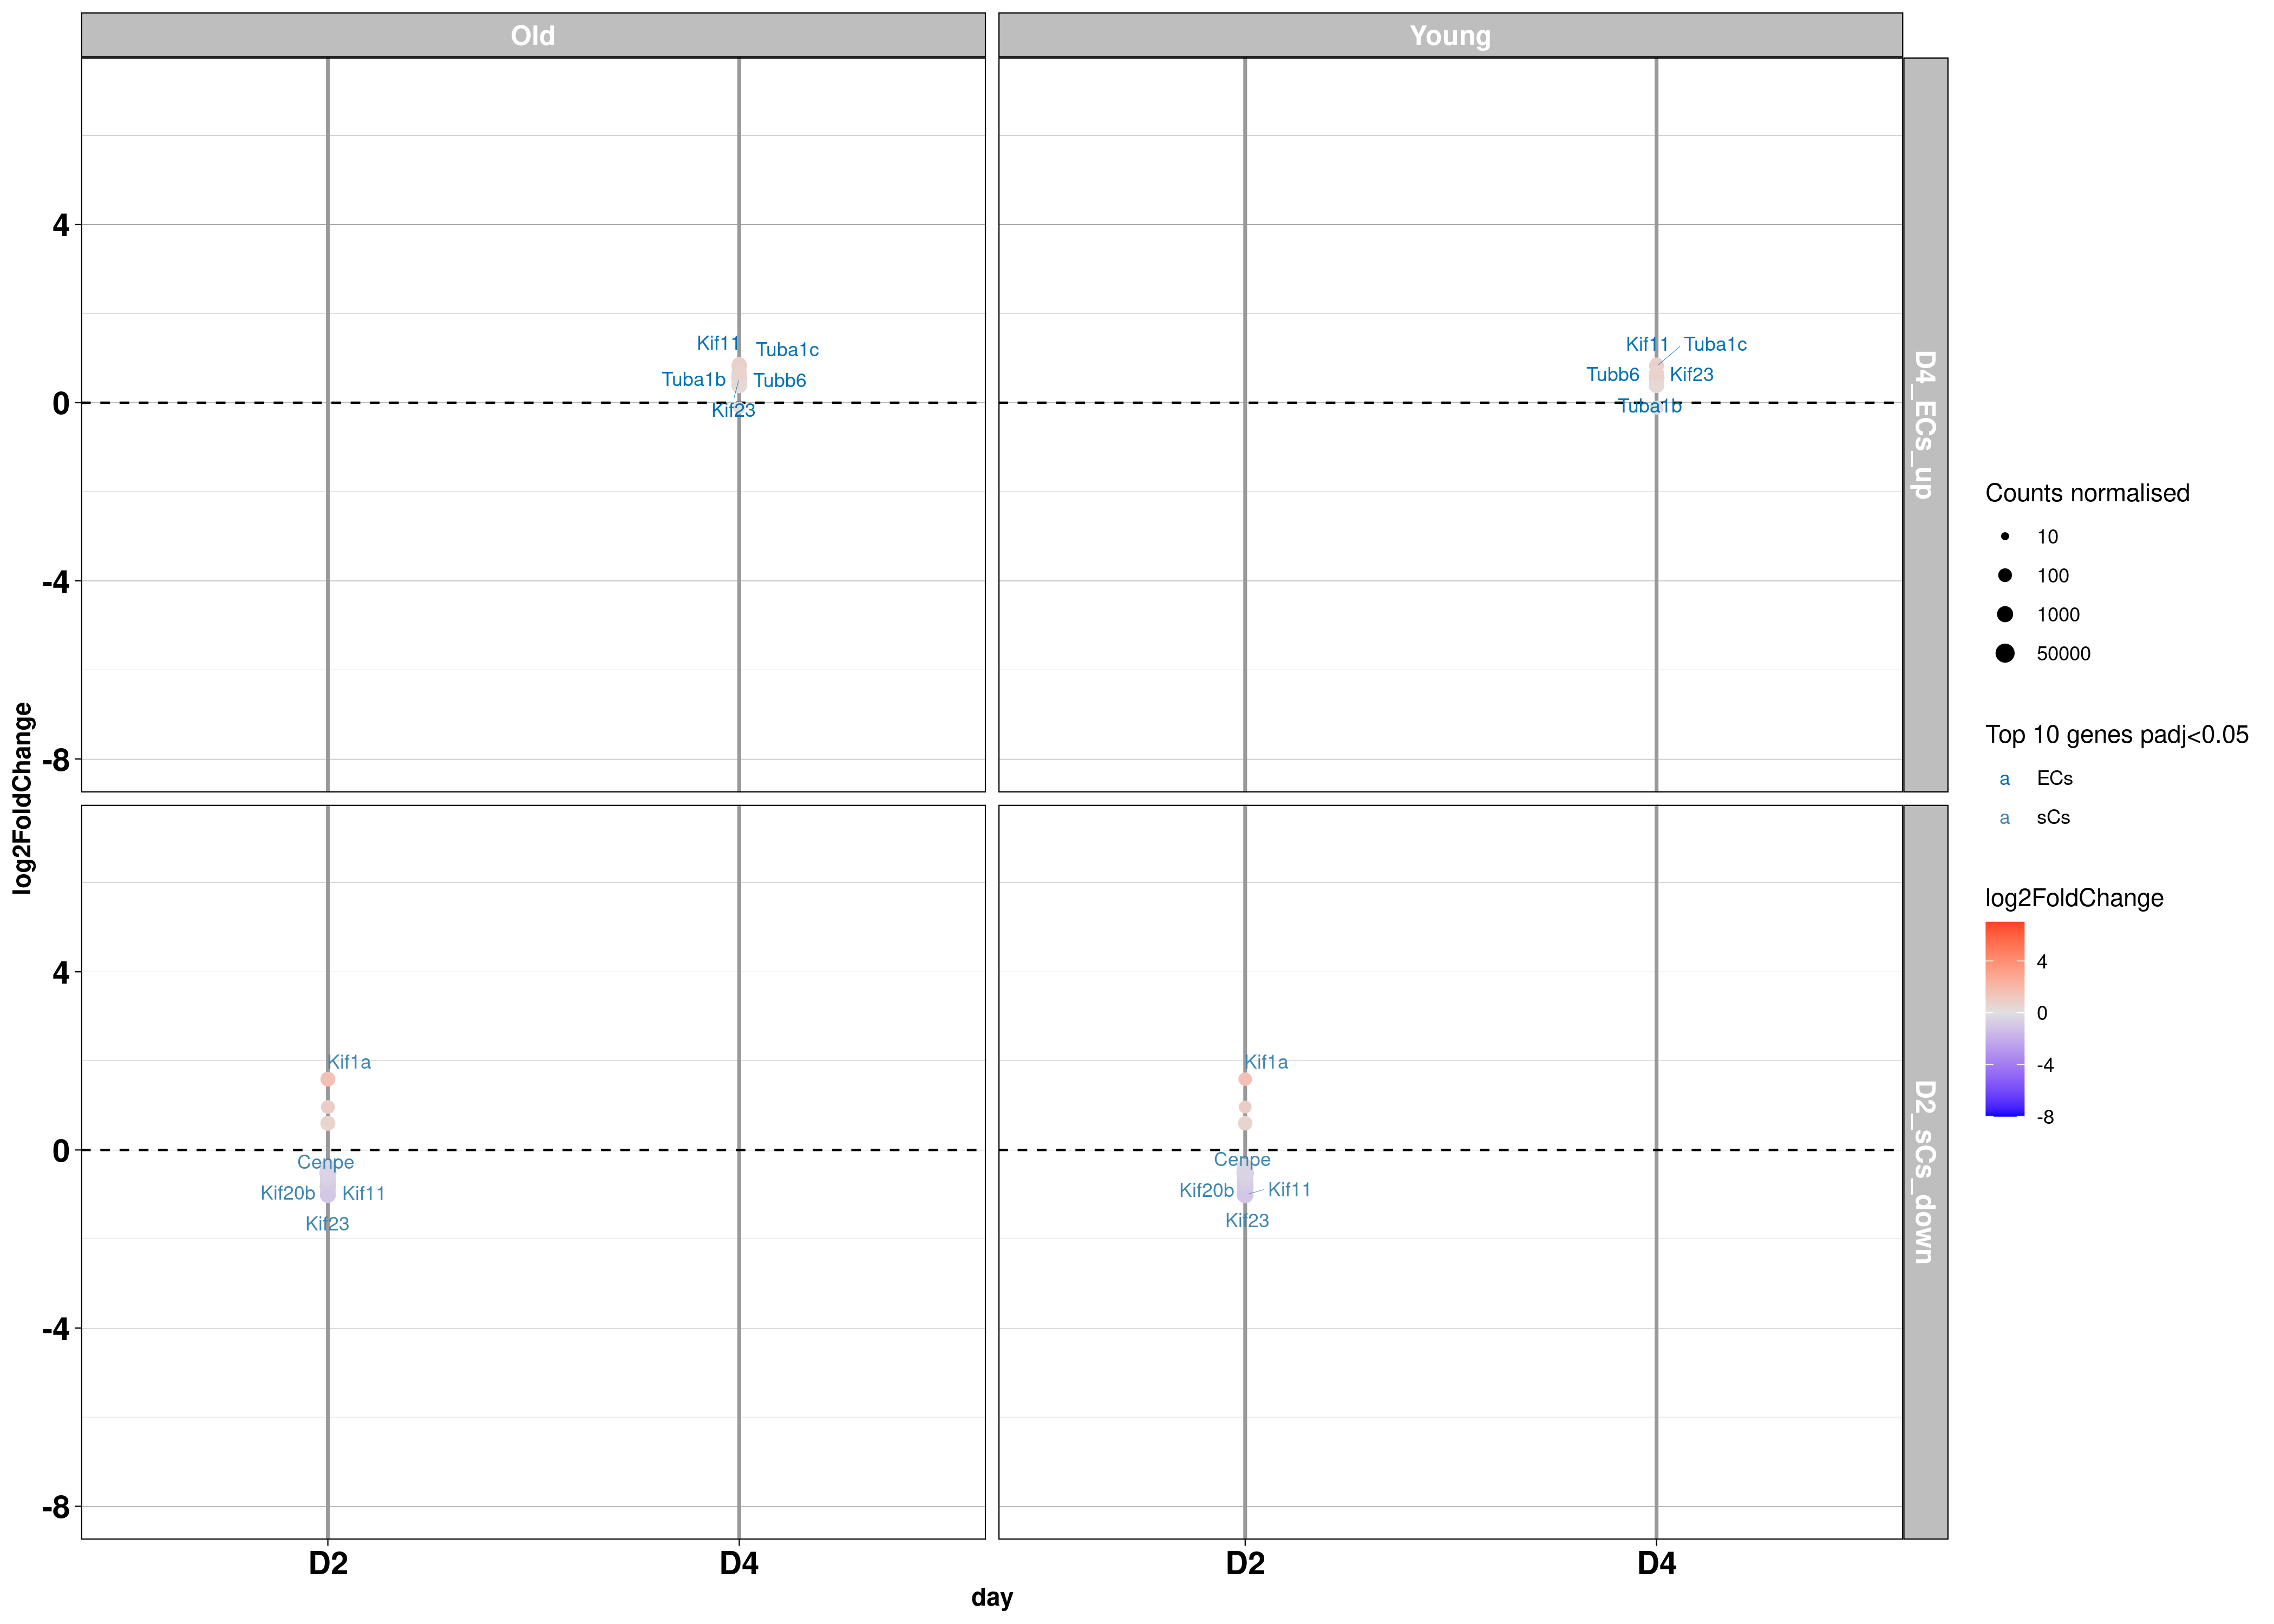 Old
Young
4
0
-4
-8
Kif11
Tuba1c
Tuba1b
Tubb6
Kif23
Kif11
Tuba1c
Tubb6
Kif23
Tuba1b
D4_ECs_up
log2FoldChange
4
0
-4
-8
Kif1a
Cenpe
Kif20b
Kif11
Kif23
Kif1a
Cenpe
Kif20b
Kif11
Kif23
D2_sCs_down
D2
D4
D2
D4
day
Counts normalised
10
100
1000
50000
Top 10 genes padj<0.05
a ECs
a sCs
log2FoldChange
4
0
-4
-8